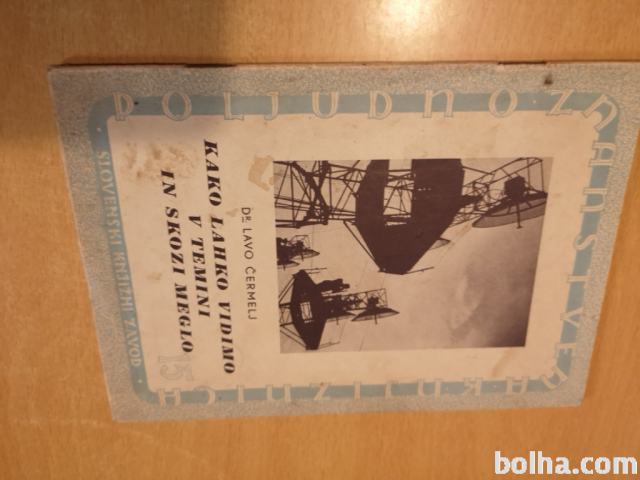 POLJUDNOZNANSTVENA KNJIŽNICA
DR. LAVO ČERMELJ
KAKO LAHKO VIDIMO
V TEMINI
IN SKOZI MEGLO
15
SLOVENSKI KNJIŽNI ZAVOD
bolha.com